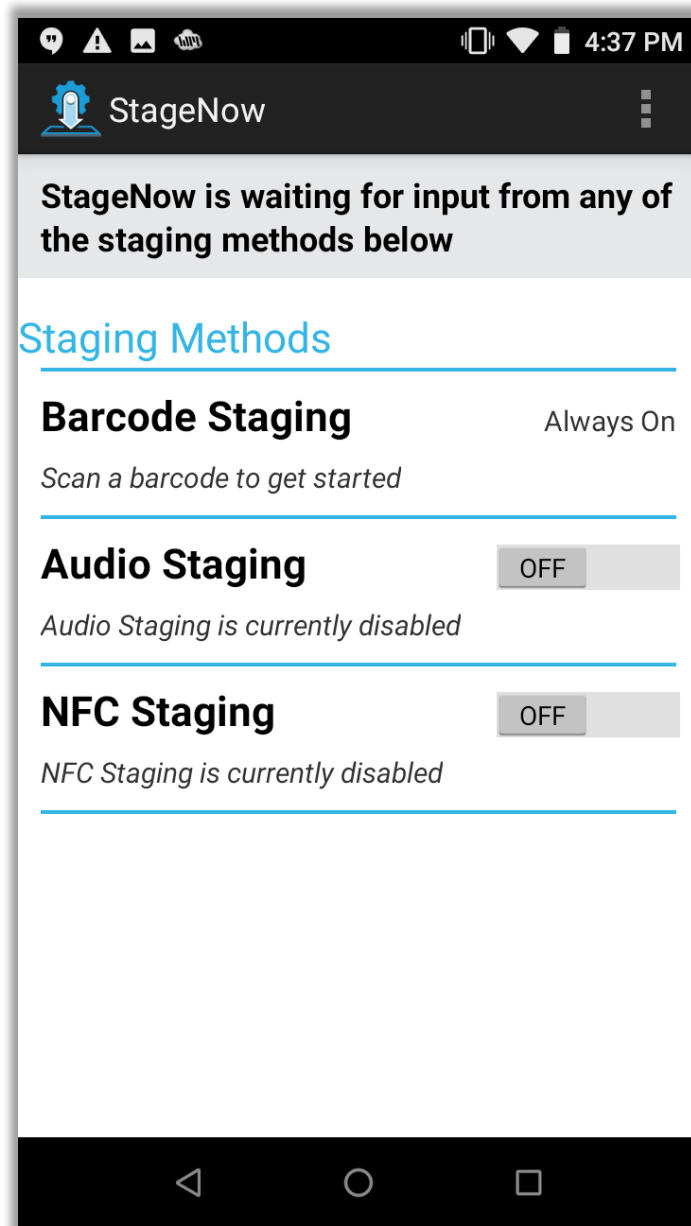 4:37 PM
StageNow
StageNow is waiting for input from any of
the staging methods below
Staging Methods
Barcode Staging
Always On
Scan a barcode to get started
Audio Staging
OFF
Audio Staging is currently disabled
NFC Staging
OFF
NFC Staging is currently disabled